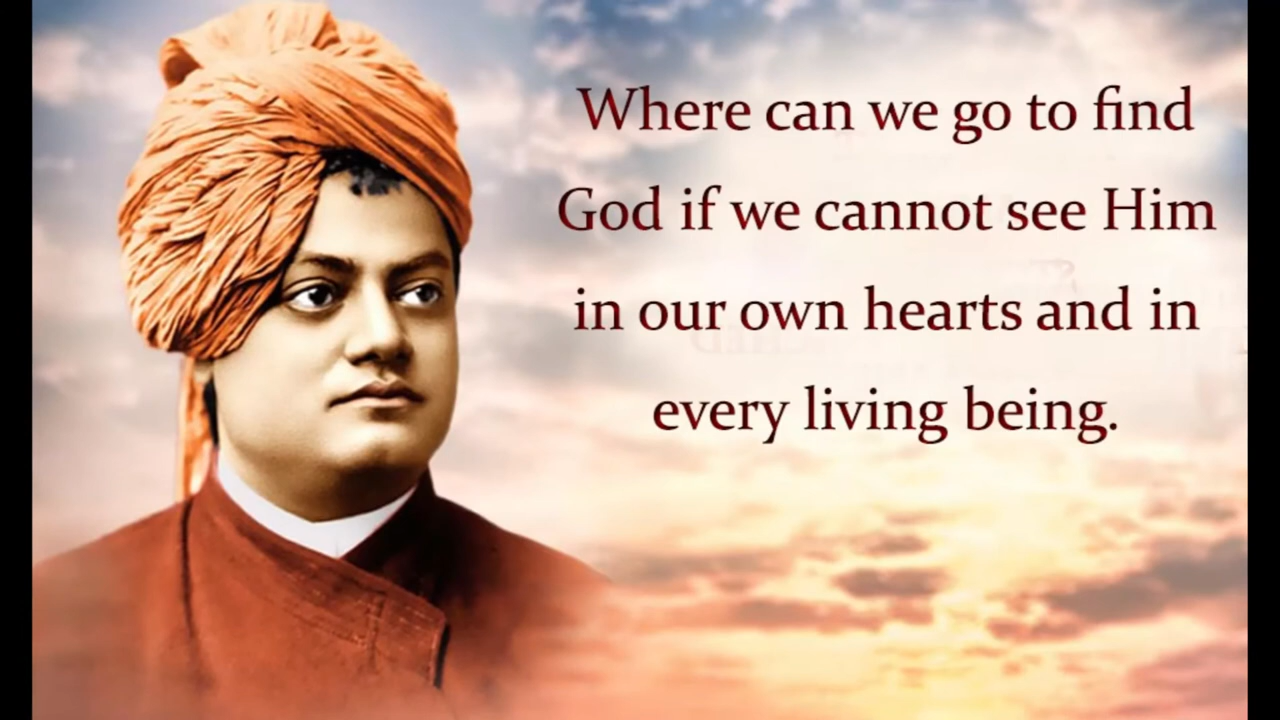 Where can we go to find
God if we cannot see Him
in our own hearts and in
every living being.